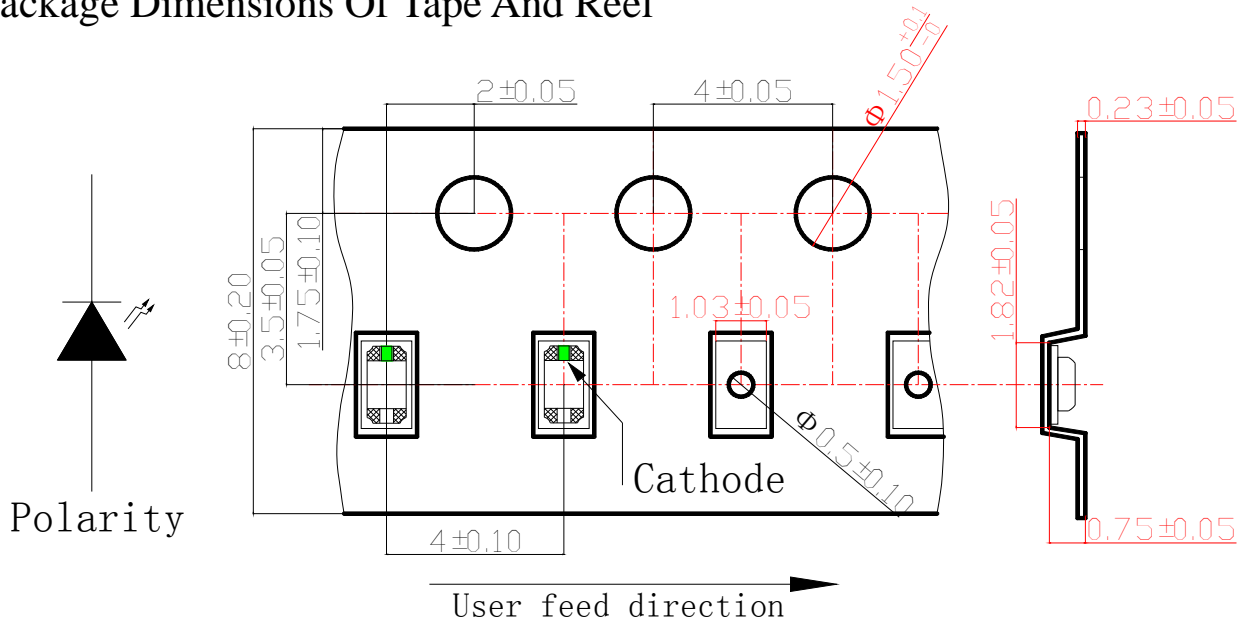 ackage Dimensions Of Tape And Reel
2±0.05
4±0.05
Φ1.50+0.1-0
0.23±0.05
8±0.20
3.5±0.05
1.75±0.10
1.03±0.05
1.82±0.05
Φ0.5±0.10
Cathode
Polarity
4±0.10
0.75±0.05
User feed direction